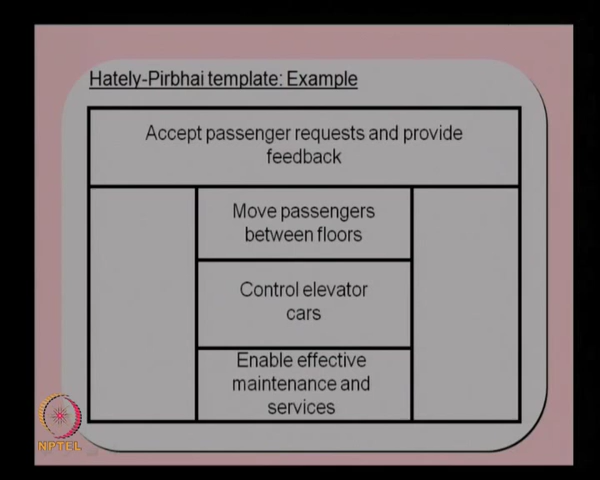 Hately-Pirbhai template: Example
Accept passenger requests and provide
feedback
Move passengers
between floors
Control elevator
cars
Enable effective
maintenance and
services
NPTEL